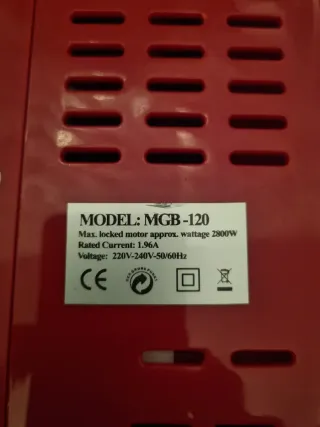 MODEL: MGB -120
Max. locked motor approx. wattage 2800W
Rated Current: 1.96A
Voltage: 220V-240V-50/60Hz
CE